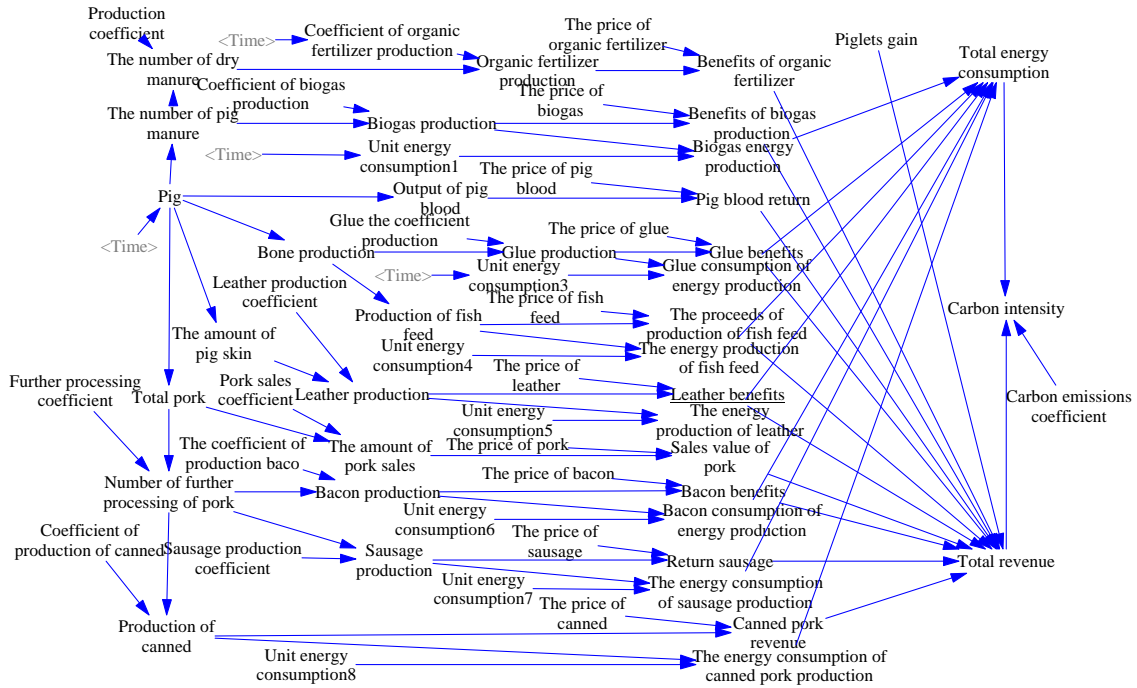 Production
coefficient
<Time>
Coefficient of organic
fertilizer production
The price of
organic fertilizer
Piglets gain
Total energy
consumption
The number of dry
manure
Organic fertilizer
production
Benefits of organic
fertilizer
Coefficient of biogas
production
The price of
biogas
The number of pig
manure
Biogas production
Benefits of biogas
production
<Time>
Unit energy
consumption1
Biogas energy
production
The price of pig
blood
Pig
Output of pig
blood
Pig blood return
Glue the coefficient
production
The price of glue
<Time>
Bone production
Glue production
Glue benefits
<Time>
Unit energy
consumption3
Glue consumption of
energy production
Leather production
coefficient
The price of fish
feed
Carbon intensity
Production of fish
feed
The proceeds of
production of fish feed
The amount of
pig skin
Unit energy
consumption4
The energy production
of fish feed
Further processing
coefficient
Pork sales
coefficient
The price of
leather
Total pork
Leather production
Leather benefits
Carbon emissions
coefficient
Unit energy
consumption5
The energy
production of leather
The coefficient of
production baco
The amount of
pork sales
The price of pork
Sales value of
pork
Number of further
processing of pork
The price of bacon
Bacon production
Bacon benefits
Unit energy
consumption6
Bacon consumption of
energy production
Coefficient of
production of canned
Sausage production
coefficient
Sausage
production
The price of
sausage
Return sausage
Total revenue
Unit energy
consumption7
The energy consumption
of sausage production
The price of
canned
Production of
canned
Canned pork
revenue
Unit energy
consumption8
The energy consumption of
canned pork production